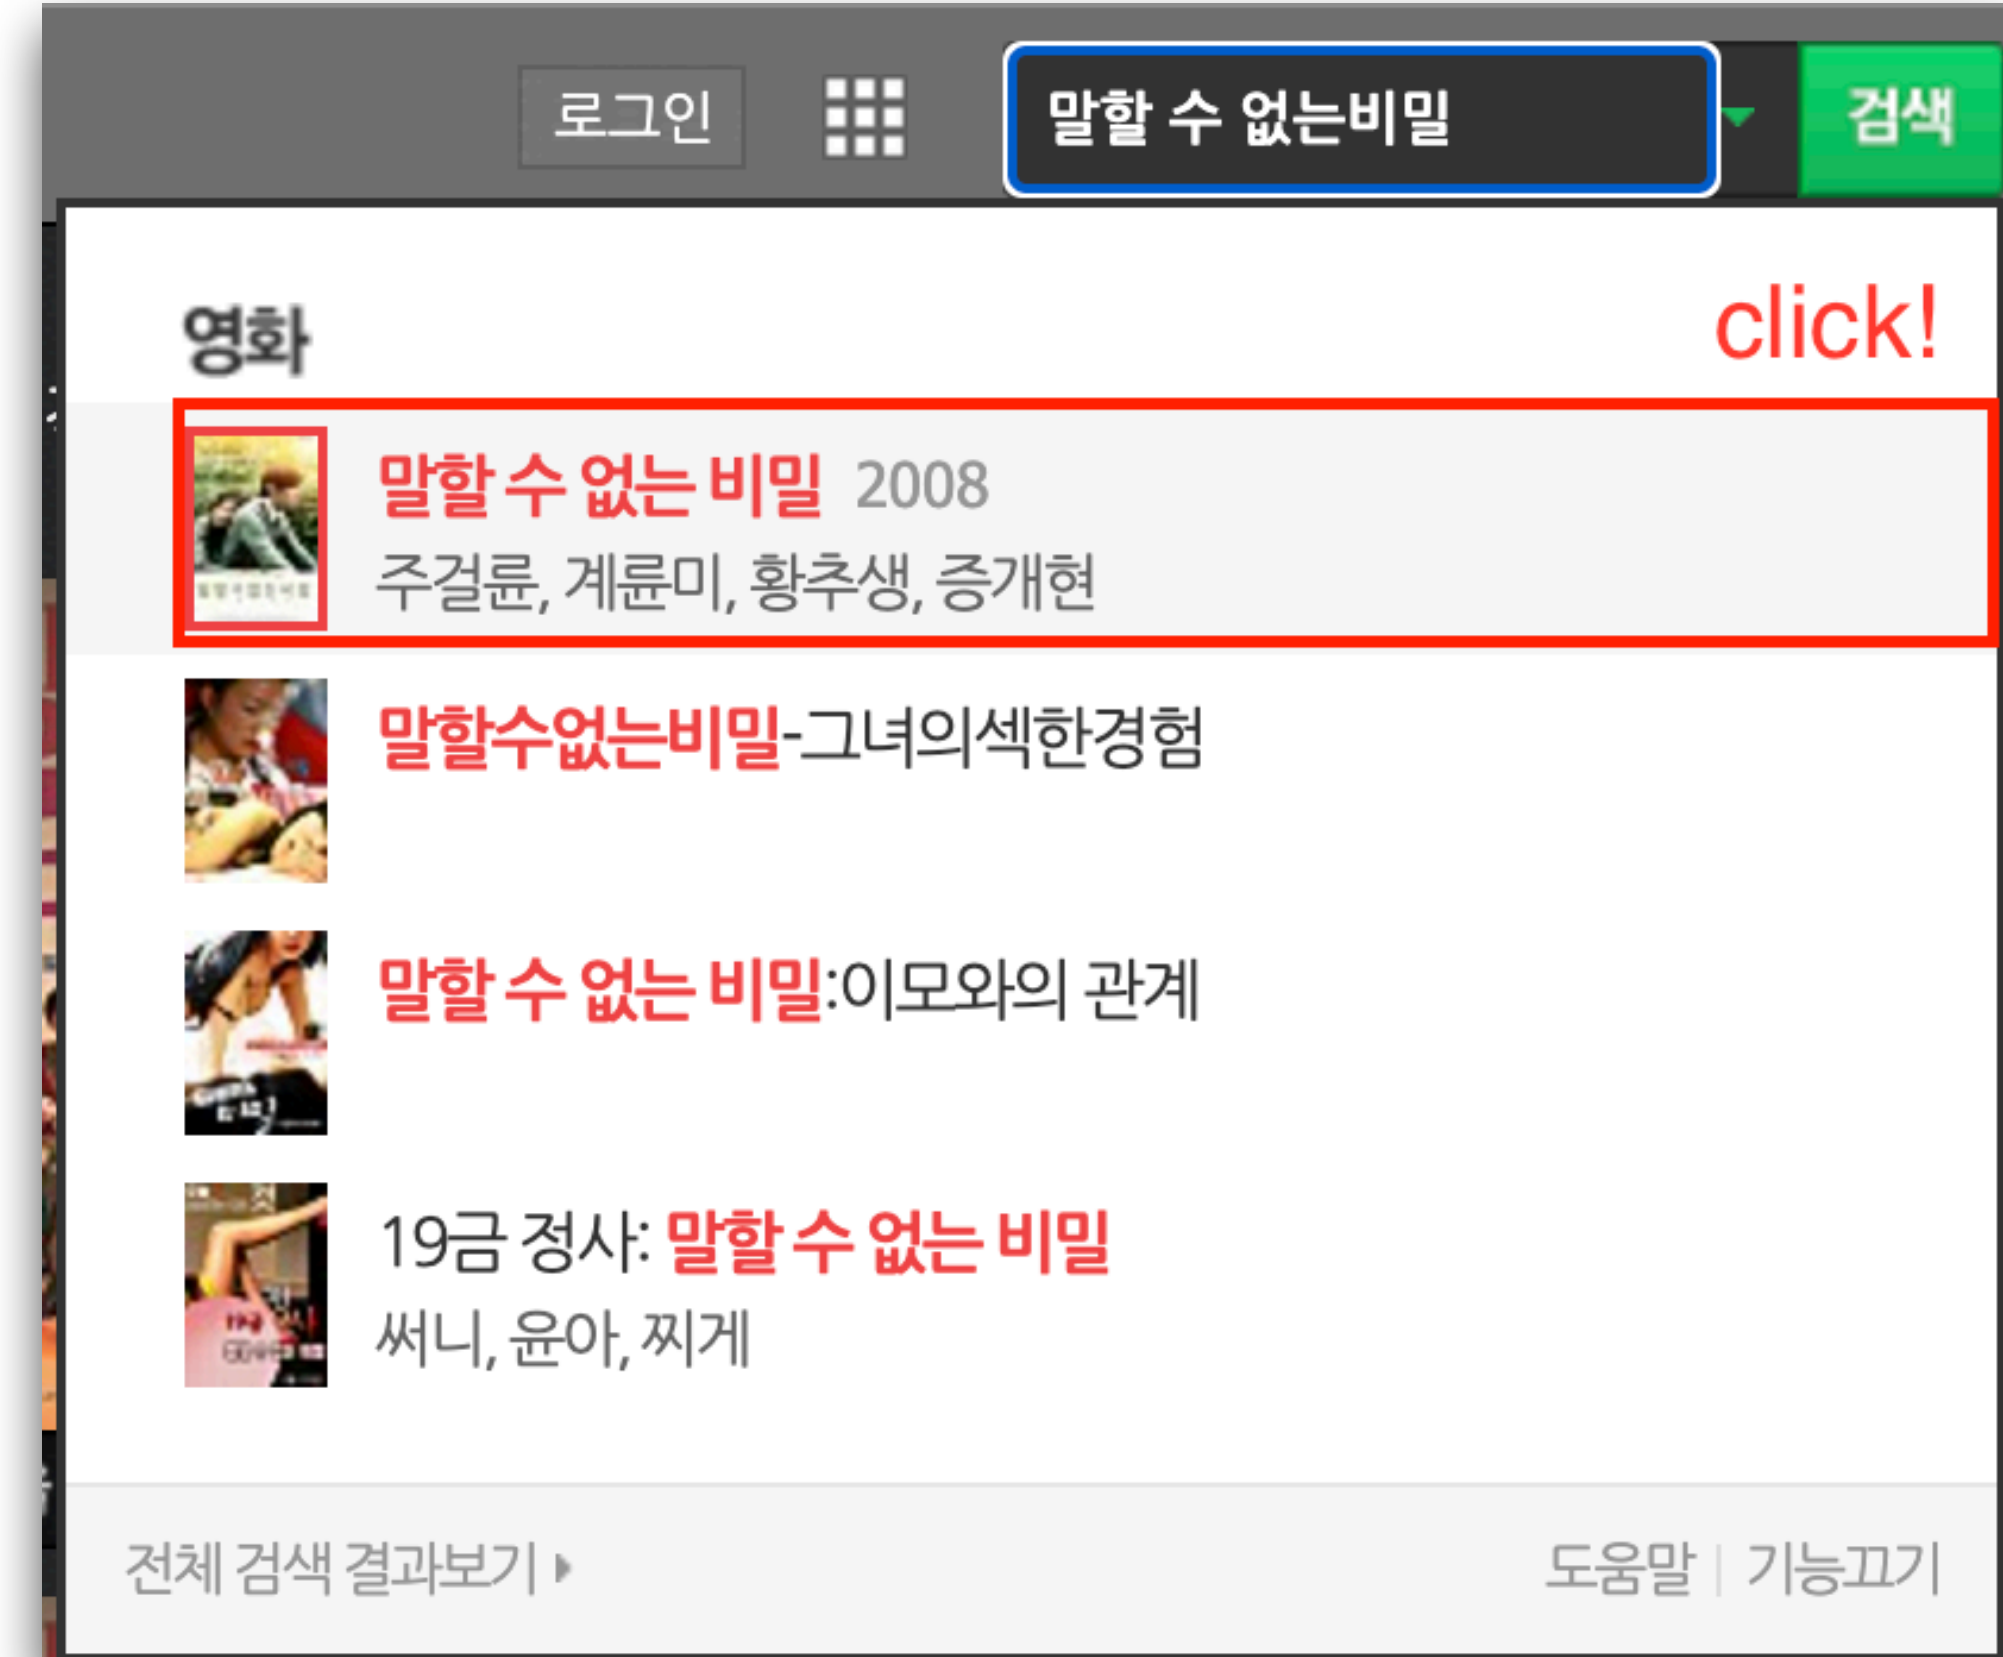 로그인
말할 수 없는비밀
검색
영화
click!
말할 수 없는 비밀 2008
주걸륜, 계륜미, 황추생, 증개현
말할수없는비밀-그녀의섹한경험
말할 수 없는 비밀:이모와의 관계
19금 정사: 말할 수 없는 비밀
써니, 윤아, 찌게
전체 검색 결과보기
도움말 | 기능끄기